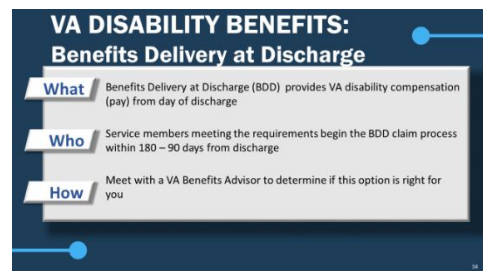 VA DISABILITY BENEFITS:
Benefits Delivery at Discharge
What
Benefits Delivery at Discharge (BDD) provides VA disability compensation
(pay) from day of discharge
Who
Service members meeting the requirements begin the BDD claim process
within 180 – 90 days from discharge
How
Meet with a VA Benefits Advisor to determine if this option is right for
you
34